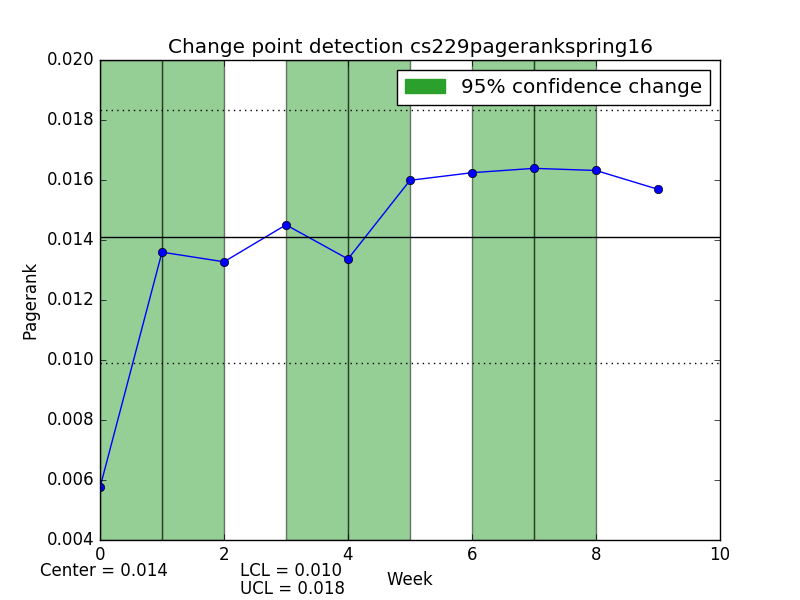 Change point detection cs229pagerankspring16
95% confidence change
0.020
0.018
0.016
0.014
0.012
0.010
0.008
0.006
0.004
Pagerank
0 2 4 6 8 10
Center = 0.014 LCL = 0.010
Week
UCL = 0.018